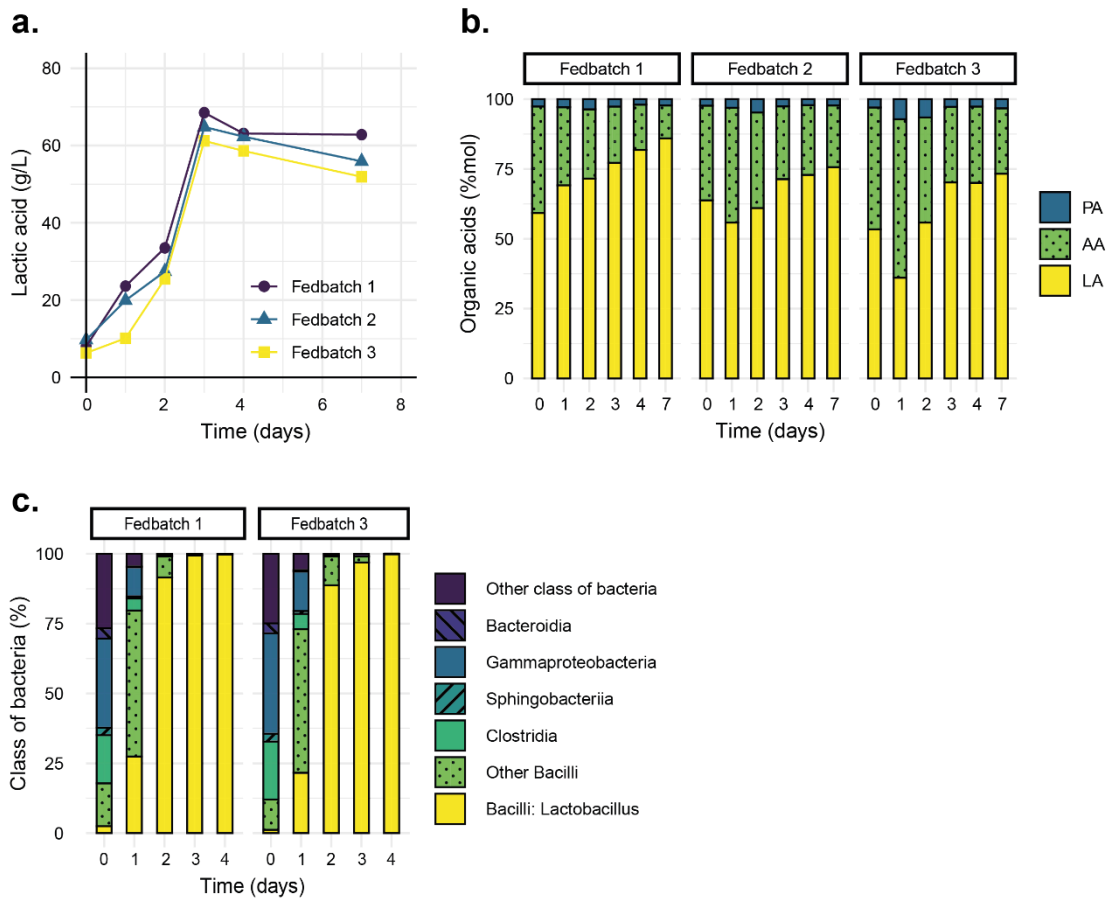 a.
Lactic acid (g/L)
80
60
40
20
0
0 2 4 6 8
Time (days)
Fedbatch 1
Fedbatch 2
Fedbatch 3
b.
Fedbatch 1 Fedbatch 2 Fedbatch 3
Organic acids (%mol)
100
75
50
25
0
0 1 2 3 4 7 0 1 2 3 4 7 0 1 2 3 4 7
Time (days)
PA
AA
LA
c.
Fedbatch 1 Fedbatch 3
Class of bacteria (%)
100
75
50
25
0
0 1 2 3 4 0 1 2 3 4
Time (days)
Other class of bacteria
Bacteroidia
Gammaproteobacteria
Sphingobacteriia
Clostridia
Other Bacilli
Bacilli: Lactobacillus